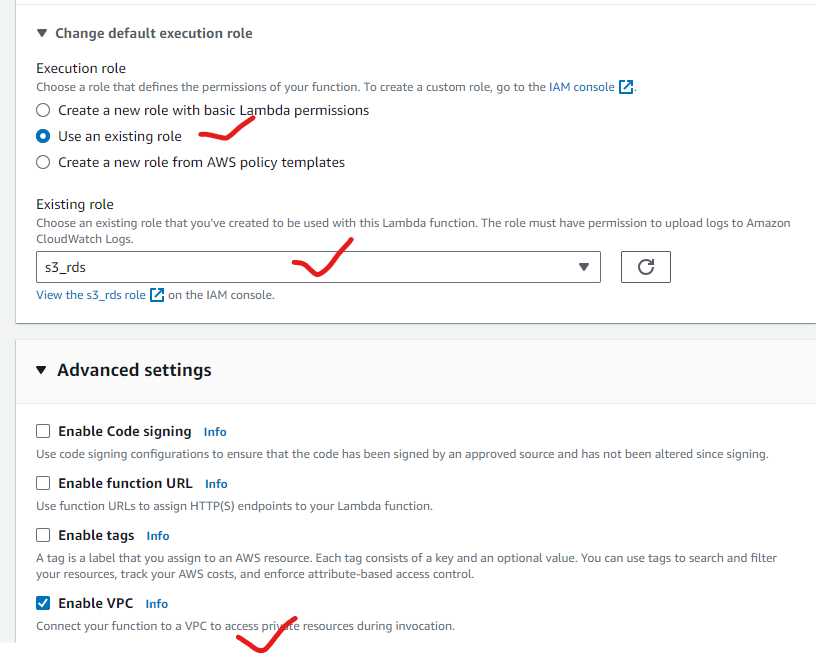 Change default execution role
Execution role
Choose a role that defines the permissions of your function. To create a custom role, go to the IAM console.
Create a new role with basic Lambda permissions
Use an existing role
Create a new role from AWS policy templates
Existing role
Choose an existing role that you've created to be used with this Lambda function. The role must have permission to upload logs to Amazon
CloudWatch Logs.
s3_rds
View the s3_rds role on the IAM console.
Advanced settings
Enable Code signing Info
Use code signing configurations to ensure that the code has been signed by an approved source and has not been altered since signing.
Enable function URL Info
Use function URLs to assign HTTP(S) endpoints to your Lambda function.
Enable tags Info
A tag is a label that you assign to an AWS resource. Each tag consists of a key and an optional value. You can use tags to search and filter
your resources, track your AWS costs, and enforce attribute-based access control.
Enable VPC Info
Connect your function to a VPC to access private resources during invocation.